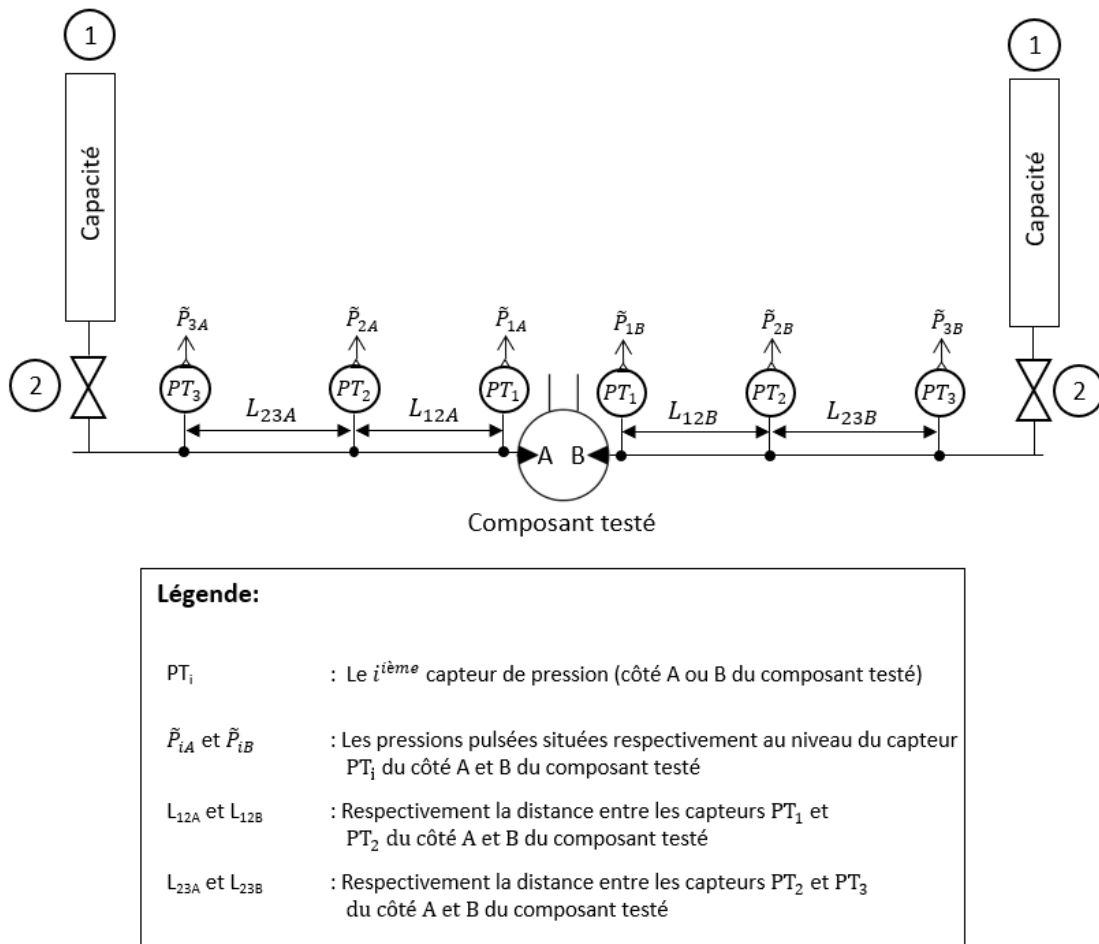 1
1
Capacité
Capacité
P̃3A
P̃2A
P̃1A
P̃1B
P̃2B
P̃3B
2
PT3
PT2
PT1
PT1
PT2
PT3
2
L23A
L12A
L12B
L23B
A B
Composant testé
Légende:
PTi : Le i^ième capteur de pression (côté A ou B du composant testé)
P̃iA et P̃iB : Les pressions pulsées situées respectivement au niveau du capteur
PTi du côté A et B du composant testé
L12A et L12B : Respectivement la distance entre les capteurs PT1 et
PT2 du côté A et B du composant testé
L23A et L23B : Respectivement la distance entre les capteurs PT2 et PT3
du côté A et B du composant testé